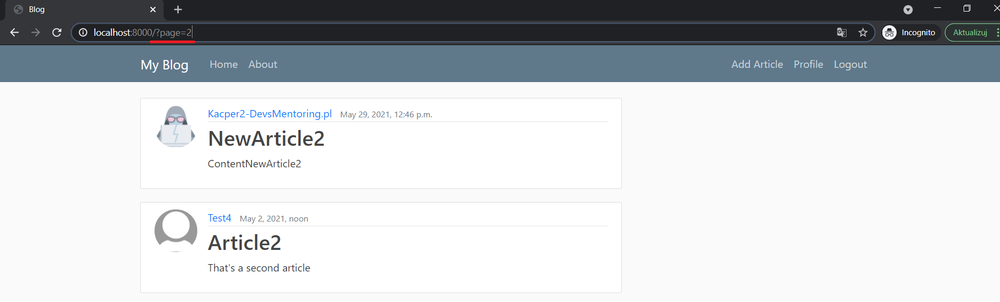 Blog
localhost:8000/?page=2
Incognito
Aktualizuj
My Blog Home About Add Article Profile Logout
Kacper2-DevsMentoring.pl May 29, 2021, 12:46 p.m.
NewArticle2
ContentNewArticle2
Test4 May 2, 2021, noon
Article2
That's a second article